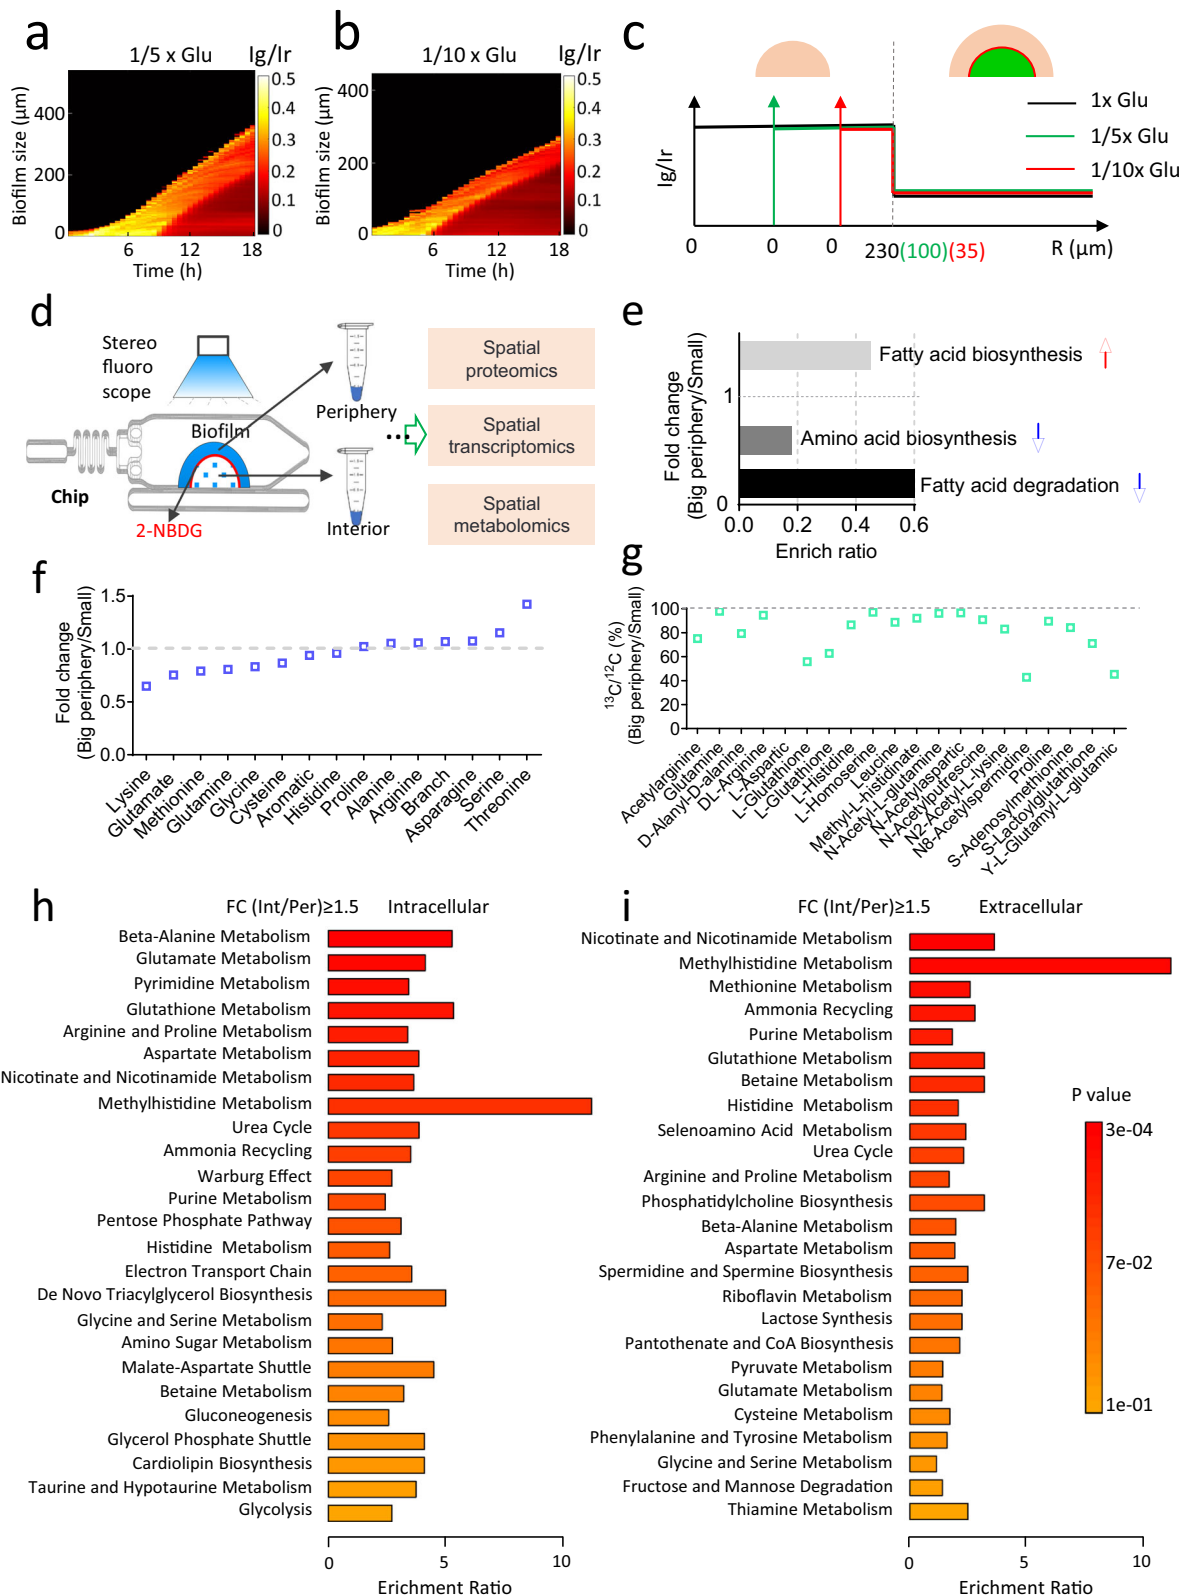 a
1/5 x Glu
Ig/Ir
Biofilm size (µm)
400
200
0
6
12
18
Time (h)
0.5
0.4
0.3
0.2
0.1
0
b
1/10 x Glu
Ig/Ir
Biofilm size (µm)
400
200
0
6
12
18
Time (h)
0.5
0.4
0.3
0.2
0.1
0
c
1x Glu
1/5x Glu
1/10x Glu
Ig/Ir
0
0
0
230(100)(35)
R (µm)
d
Stereo
fluoro
scope
Biofilm
Chip
2-NBDG
Periphery
Interior
...
Spatial
proteomics
Spatial
transcriptomics
Spatial
metabolomics
e
Fold change
(Big periphery/Small)
1
0
Fatty acid biosynthesis
Amino acid biosynthesis
Fatty acid degradation
0.0
0.2
0.4
0.6
Enrich ratio
f
Fold change
(Big periphery/Small)
1.5
1.0
0.5
0.0
Lysine
Glutamate
Methionine
Glutamine
Glycine
Cysteine
Aromatic
Histidine
Proline
Alanine
Arginine
Branch
Asparagine
Serine
Threonine
g
13C/12C (%)
(Big periphery/Small)
100
80
60
40
20
0
Acetylarginine
Glutamine
D-Alanyl-D-alanine
DL-Arginine
L-Aspartic
L-Glutathione
L-Glutathione
L-Histidine
L-Homoserine
Leucine
Methyl-L-histidinate
N-Acetyl-L-glutamine
N-Acetylaspartic
N-Acetylputrescine
N2-Acetyl-L-lysine
N8-Acetylspermidine
Proline
S-Adenosylmethionine
S-Lactoylglutathione
Y-L-Glutamyl-L-glutamic
h
FC (Int/Per)≥1.5
Intracellular
Beta-Alanine Metabolism
Glutamate Metabolism
Pyrimidine Metabolism
Glutathione Metabolism
Arginine and Proline Metabolism
Aspartate Metabolism
Nicotinate and Nicotinamide Metabolism
Methylhistidine Metabolism
Urea Cycle
Ammonia Recycling
Warburg Effect
Purine Metabolism
Pentose Phosphate Pathway
Histidine Metabolism
Electron Transport Chain
De Novo Triacylglycerol Biosynthesis
Glycine and Serine Metabolism
Amino Sugar Metabolism
Malate-Aspartate Shuttle
Betaine Metabolism
Gluconeogenesis
Glycerol Phosphate Shuttle
Cardiolipin Biosynthesis
Taurine and Hypotaurine Metabolism
Glycolysis
0
5
10
Erichment Ratio
i
FC (Int/Per)≥1.5
Extracellular
Nicotinate and Nicotinamide Metabolism
Methylhistidine Metabolism
Methionine Metabolism
Ammonia Recycling
Purine Metabolism
Glutathione Metabolism
Betaine Metabolism
Histidine Metabolism
Selenoamino Acid Metabolism
Urea Cycle
Arginine and Proline Metabolism
Phosphatidylcholine Biosynthesis
Beta-Alanine Metabolism
Aspartate Metabolism
Spermidine and Spermine Biosynthesis
Riboflavin Metabolism
Lactose Synthesis
Pantothenate and CoA Biosynthesis
Pyruvate Metabolism
Glutamate Metabolism
Cysteine Metabolism
Phenylalanine and Tyrosine Metabolism
Glycine and Serine Metabolism
Fructose and Mannose Degradation
Thiamine Metabolism
0
5
10
Erichment Ratio
P value
3e-04
7e-02
1e-01